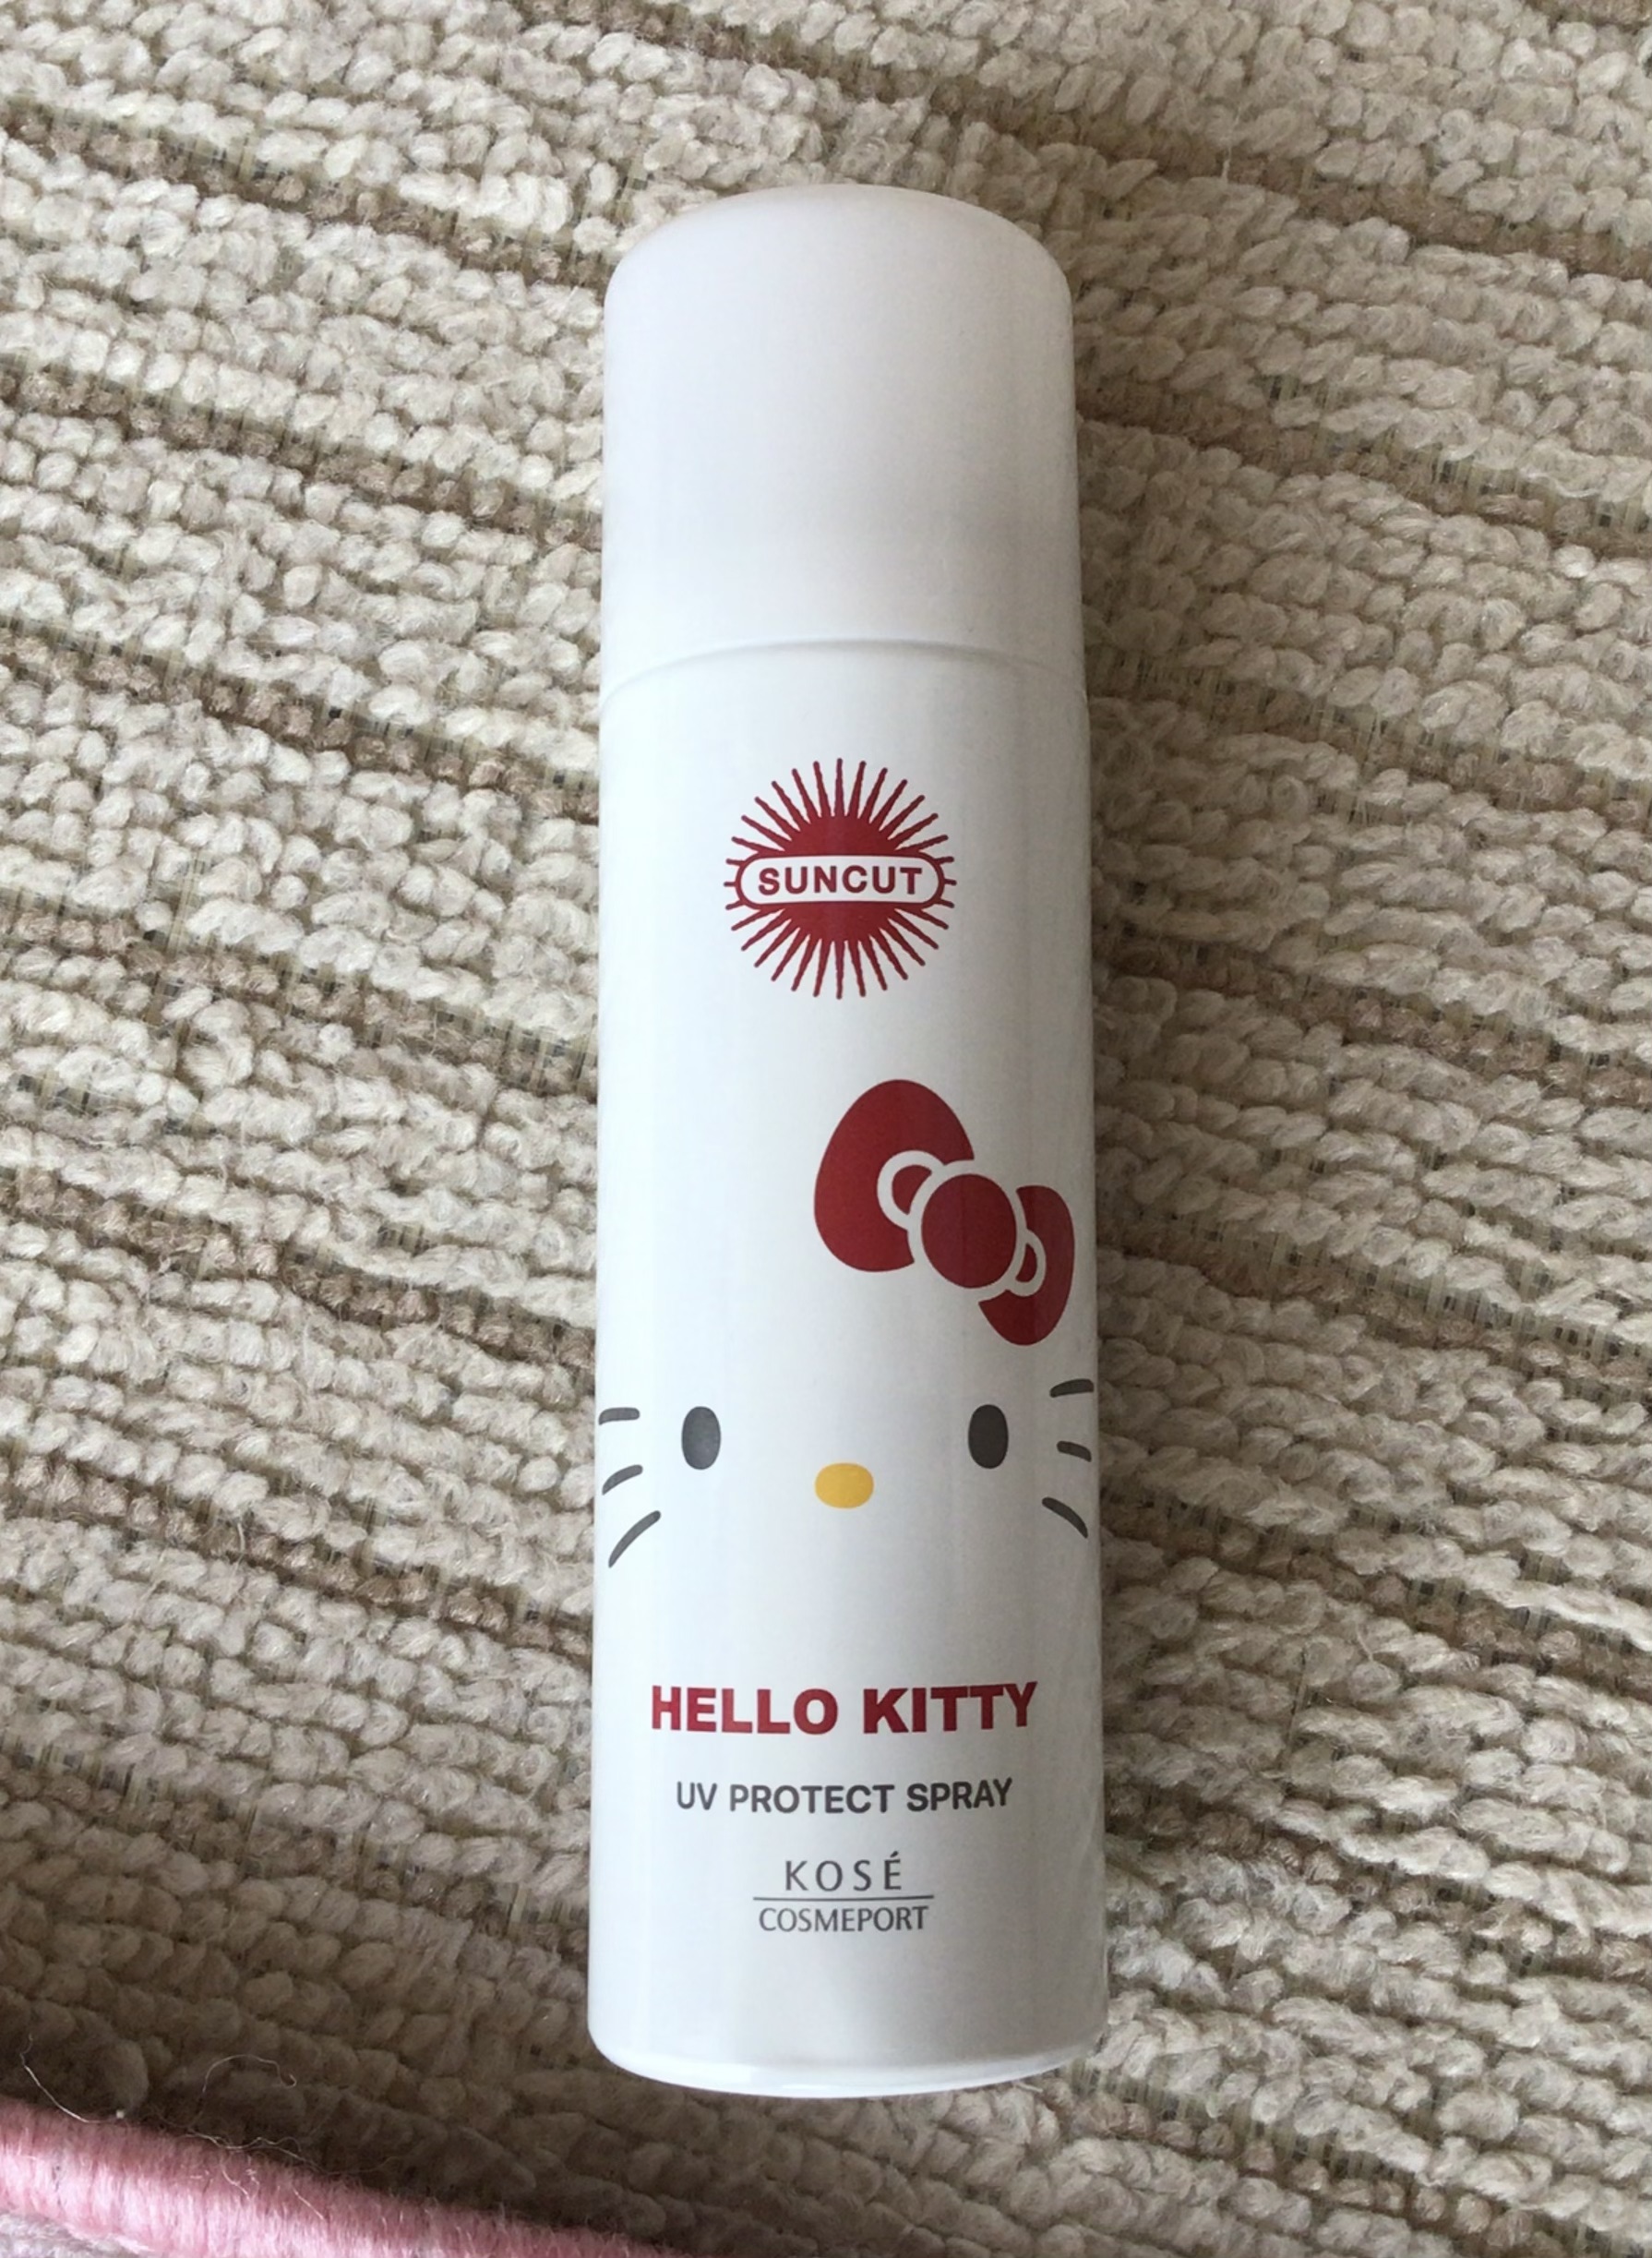 SUNCUT
HELLO KITTY
UV PROTECT SPRAY
KOSÉ
COSMEPORT